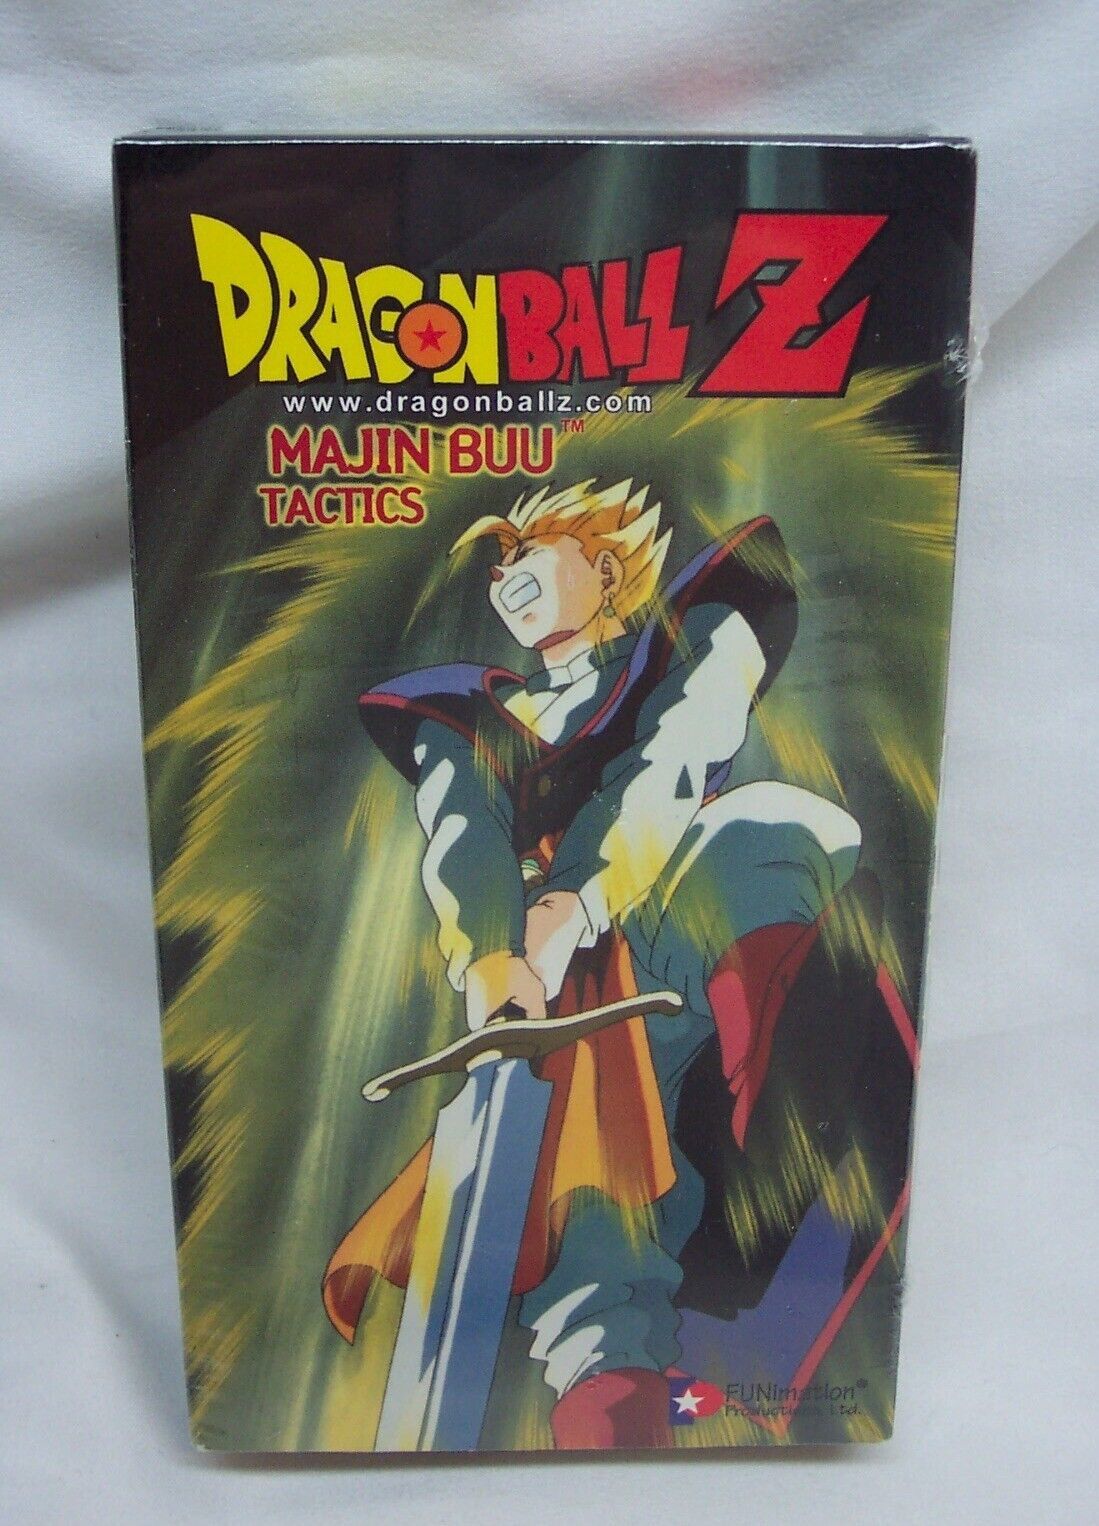 DRAGON BALL Z
www.dragonballz.com
MAJIN BUU™
TACTICS
FUNimation®
Productions, Ltd.